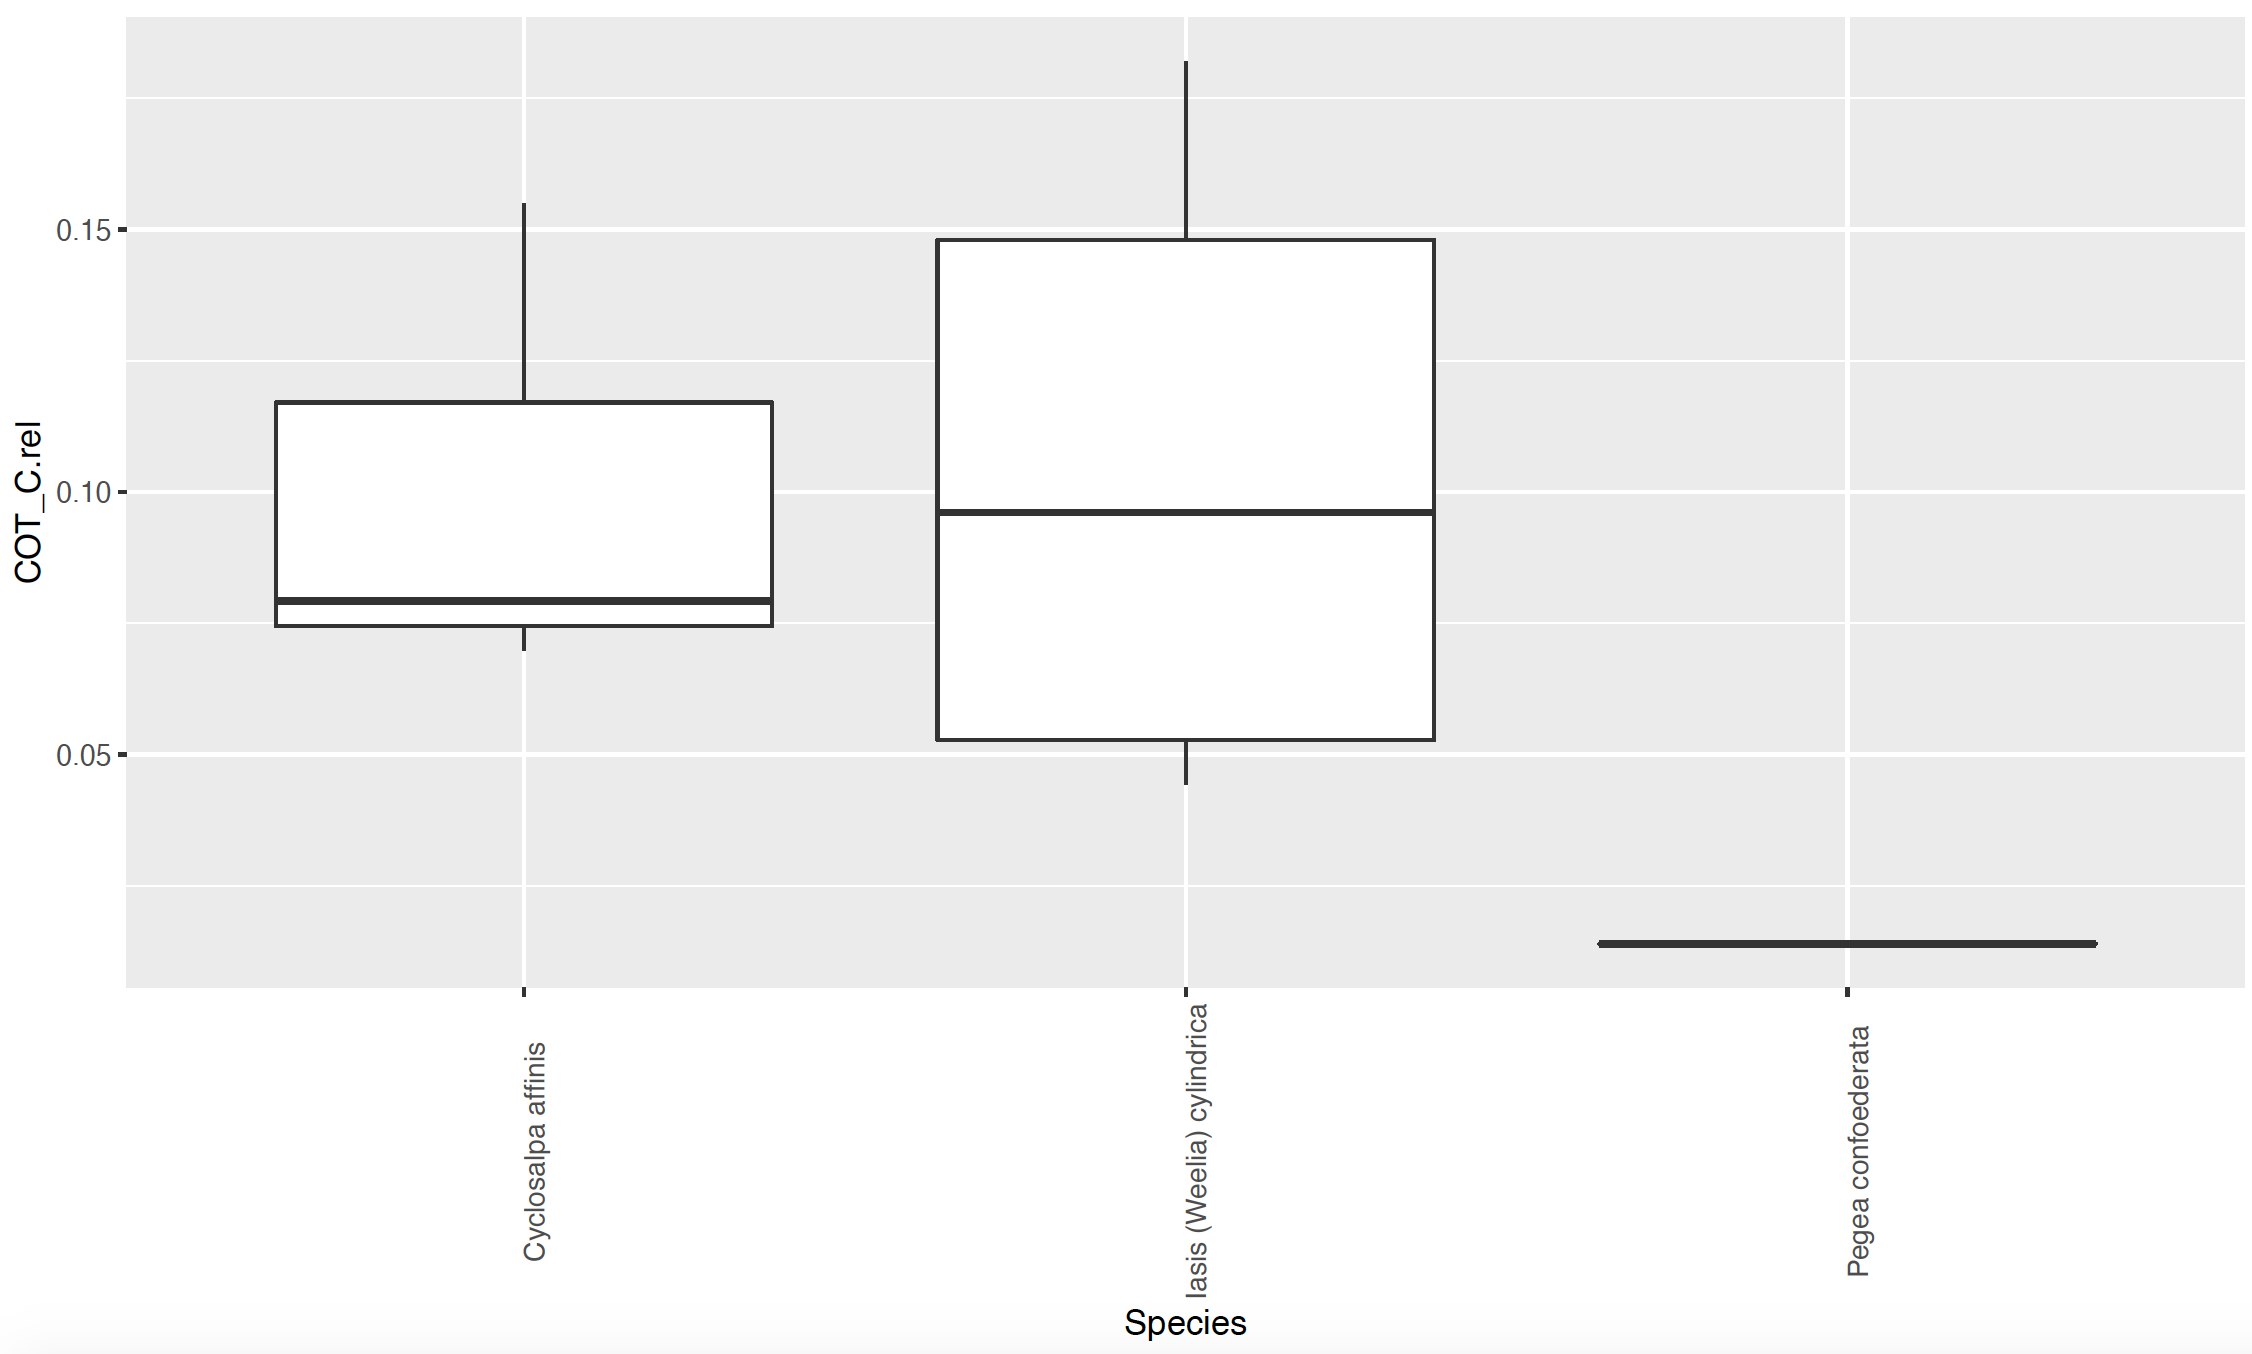 COT_C.rel
0.15
0.10
0.05
Cyclosalpa affinis
Iasis (Weelia) cylindrica
Pegea confoederata
Species